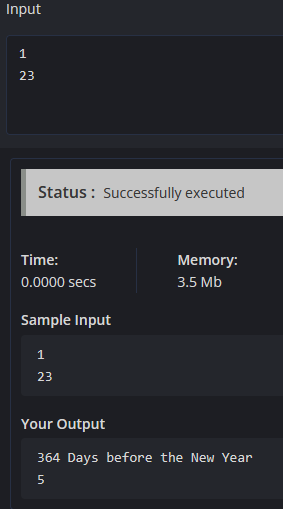 Input
1
23
Status : Successfully executed
Time: Memory:
0.0000 secs 3.5 Mb
Sample Input
1
23
Your Output
364 Days before the New Year
5